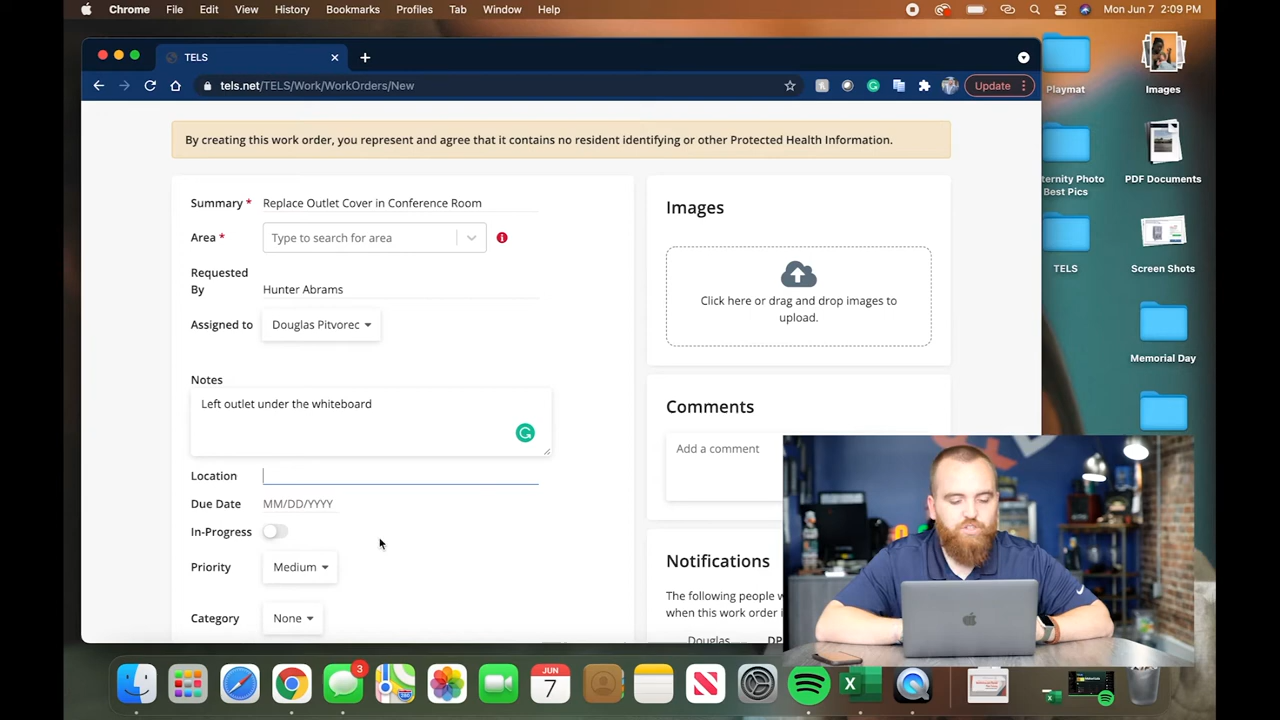 Chrome File Edit View History Bookmarks Profiles Tab Window Help Mon Jun 7 2:09 PM
TELS
tels.net/TELS/Work/WorkOrders/New
Update
By creating this work order, you represent and agree that it contains no resident identifying or other Protected Health Information.
Summary * Replace Outlet Cover in Conference Room
Area * Type to search for area
Requested
By Hunter Abrams
Assigned to Douglas Pitvorec
Notes
Left outlet under the whiteboard
Location
Due Date MM/DD/YYYY
In-Progress
Priority Medium
Category None
Images
Click here or drag and drop images to
upload.
Comments
Add a comment
Notifications
The following people
when this work order
Douglas
Playmat
Images
ternity Photo
Best Pics
PDF Documents
TELS
Screen Shots
Memorial Day
3
JUN
7